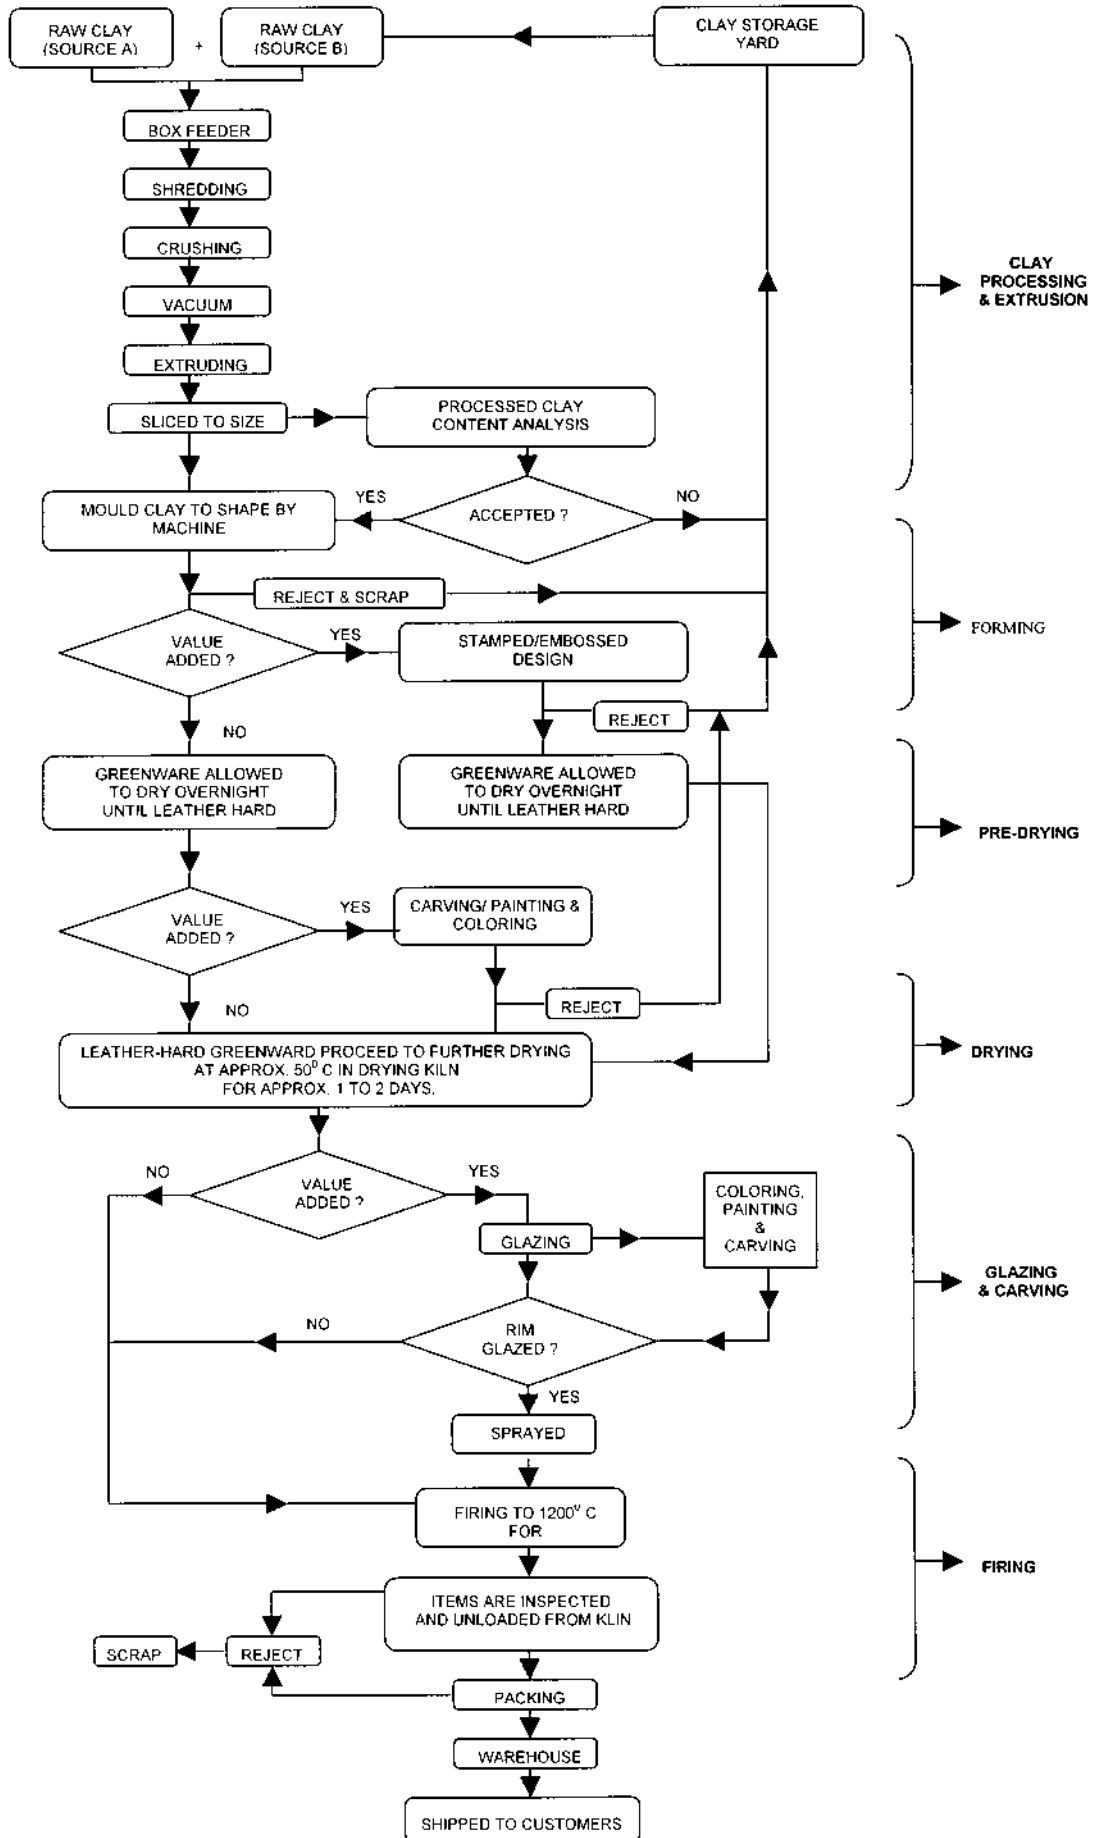 RAW CLAY
(SOURCE A)
+
RAW CLAY
(SOURCE B)
CLAY STORAGE
YARD
BOX FEEDER
SHREDDING
CRUSHING
VACUUM
EXTRUDING
CLAY
PROCESSING
& EXTRUSION
SLICED TO SIZE
PROCESSED CLAY
CONTENT ANALYSIS
MOULD CLAY TO SHAPE BY
MACHINE
YES
ACCEPTED ?
NO
REJECT & SCRAP
VALUE
ADDED ?
YES
STAMPED/EMBOSSED
DESIGN
FORMING
REJECT
NO
GREENWARE ALLOWED
TO DRY OVERNIGHT
UNTIL LEATHER HARD
GREENWARE ALLOWED
TO DRY OVERNIGHT
UNTIL LEATHER HARD
PRE-DRYING
VALUE
ADDED ?
YES
CARVING/ PAINTING &
COLORING
REJECT
NO
LEATHER-HARD GREENWARD PROCEED TO FURTHER DRYING
AT APPROX. 50⁰ C IN DRYING KILN
FOR APPROX. 1 TO 2 DAYS.
DRYING
NO
VALUE
ADDED ?
YES
GLAZING
COLORING,
PAINTING
&
CARVING
GLAZING
& CARVING
NO
RIM
GLAZED ?
YES
SPRAYED
FIRING TO 1200⁰ C
FOR
FIRING
ITEMS ARE INSPECTED
AND UNLOADED FROM KLIN
SCRAP
REJECT
PACKING
WAREHOUSE
SHIPPED TO CUSTOMERS